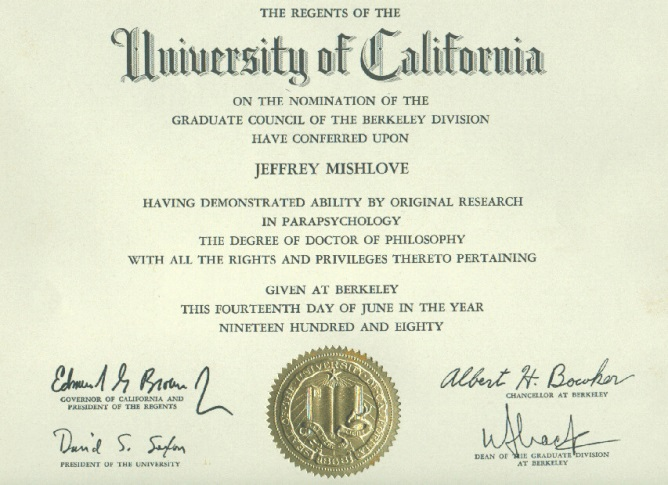 THE REGENTS OF THE
University of California
ON THE NOMINATION OF THE
GRADUATE COUNCIL OF THE BERKELEY DIVISION
HAVE CONFERRED UPON
JEFFREY MISHLOVE
HAVING DEMONSTRATED ABILITY BY ORIGINAL RESEARCH
IN PARAPSYCHOLOGY
THE DEGREE OF DOCTOR OF PHILOSOPHY
WITH ALL THE RIGHTS AND PRIVILEGES THERETO PERTAINING
GIVEN AT BERKELEY
THIS FOURTEENTH DAY OF JUNE IN THE YEAR
NINETEEN HUNDRED AND EIGHTY
Edmund G Brown
GOVERNOR OF CALIFORNIA AND
PRESIDENT OF THE REGENTS
David S.
PRESIDENT OF THE UNIVERSITY
Albert H. Bowker
CHANCELLOR AT BERKELEY
DEAN OF THE GRADUATE DIVISION
AT BERKELEY